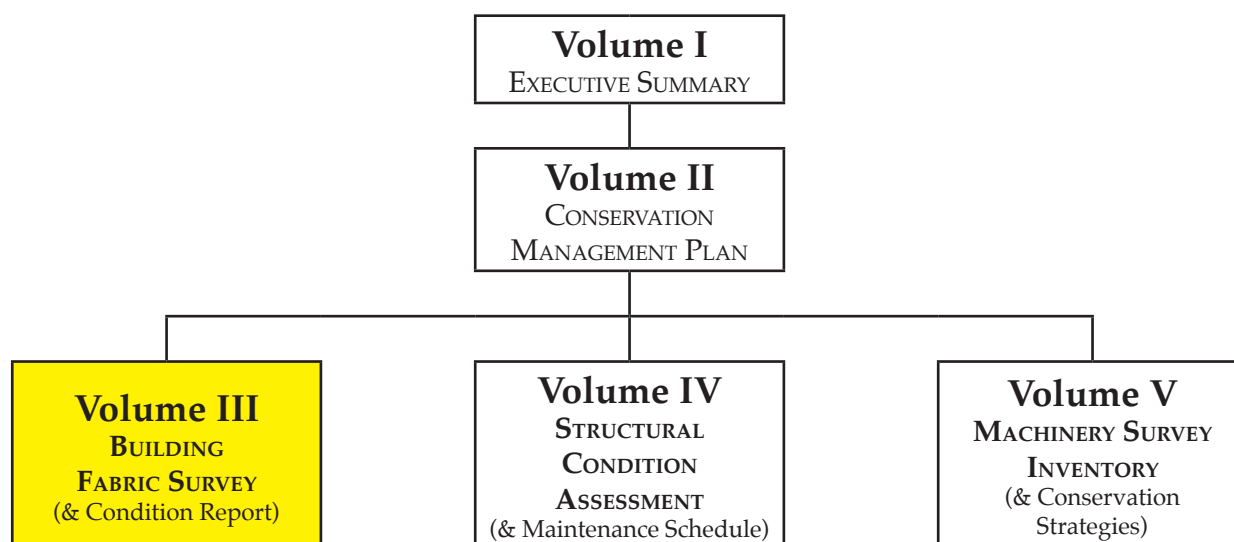 Volume I
Executive Summary
Volume II
Conservation
Management Plan
Volume III
Building
Fabric Survey
(& Condition Report)
Volume IV
Structural
Condition
Assessment
(& Maintenance Schedule)
Volume V
Machinery Survey
Inventory
(& Conservation
Strategies)